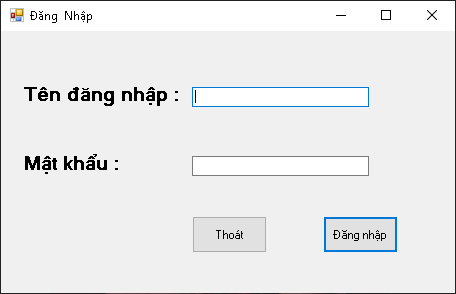 Đăng Nhập
Tên đăng nhập :
Mật khẩu :
Thoát Đăng nhập